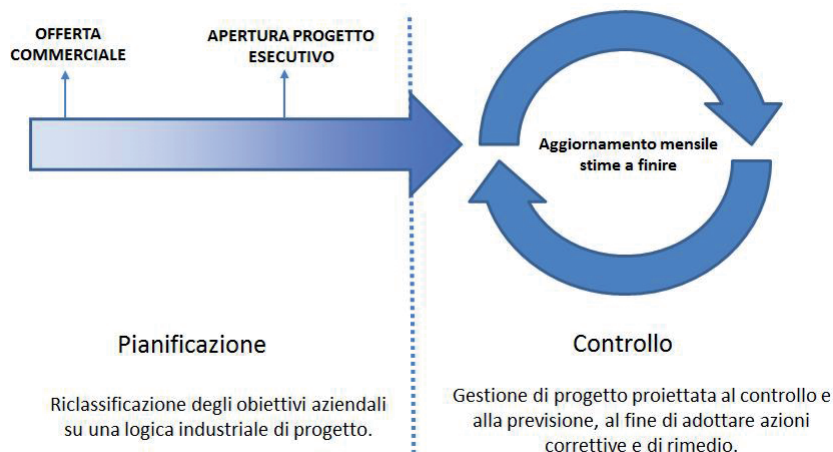 OFFERTA
COMMERCIALE
APERTURA PROGETTO
ESECUTIVO
Aggiornamento mensile
stime a finire
Pianificazione
Riclassificazione degli obiettivi aziendali
su una logica industriale di progetto.
Controllo
Gestione di progetto proiettata al controllo e
alla previsione, al fine di adottare azioni
correttive e di rimedio.